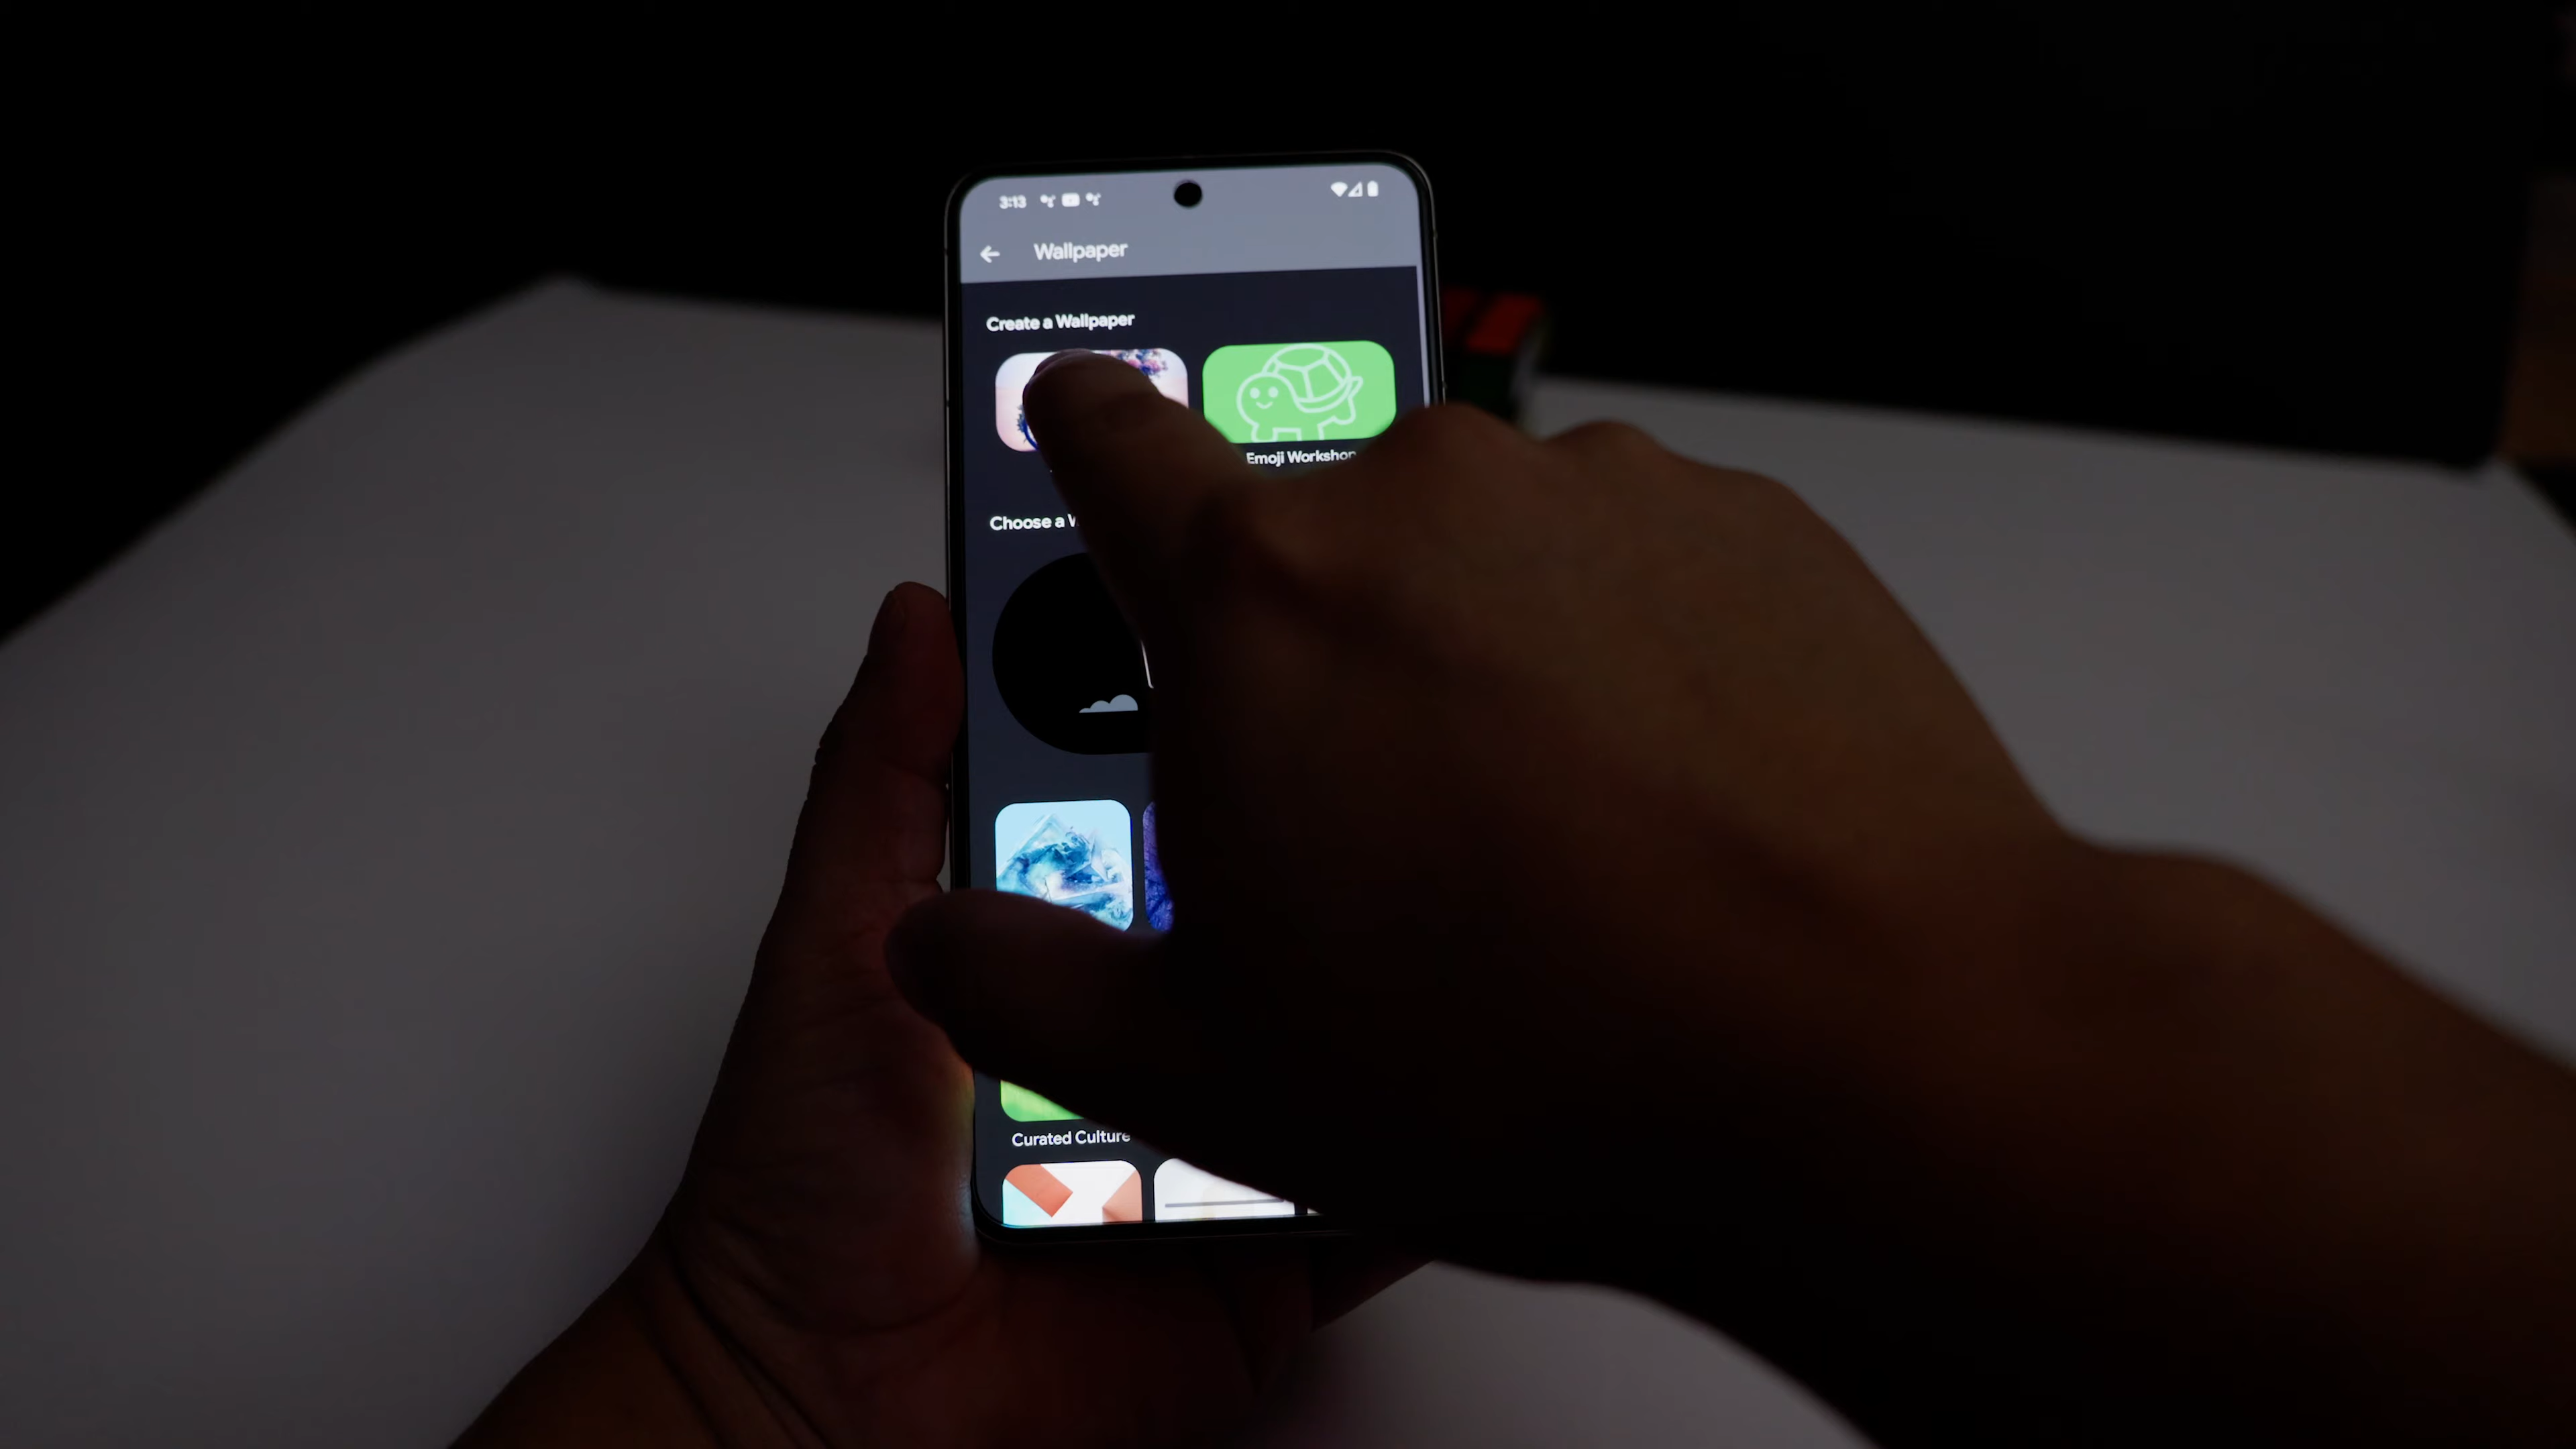 3:13
Wallpaper
Create a Wallpaper
Emoji Workshop
Choose a
Curated Culture